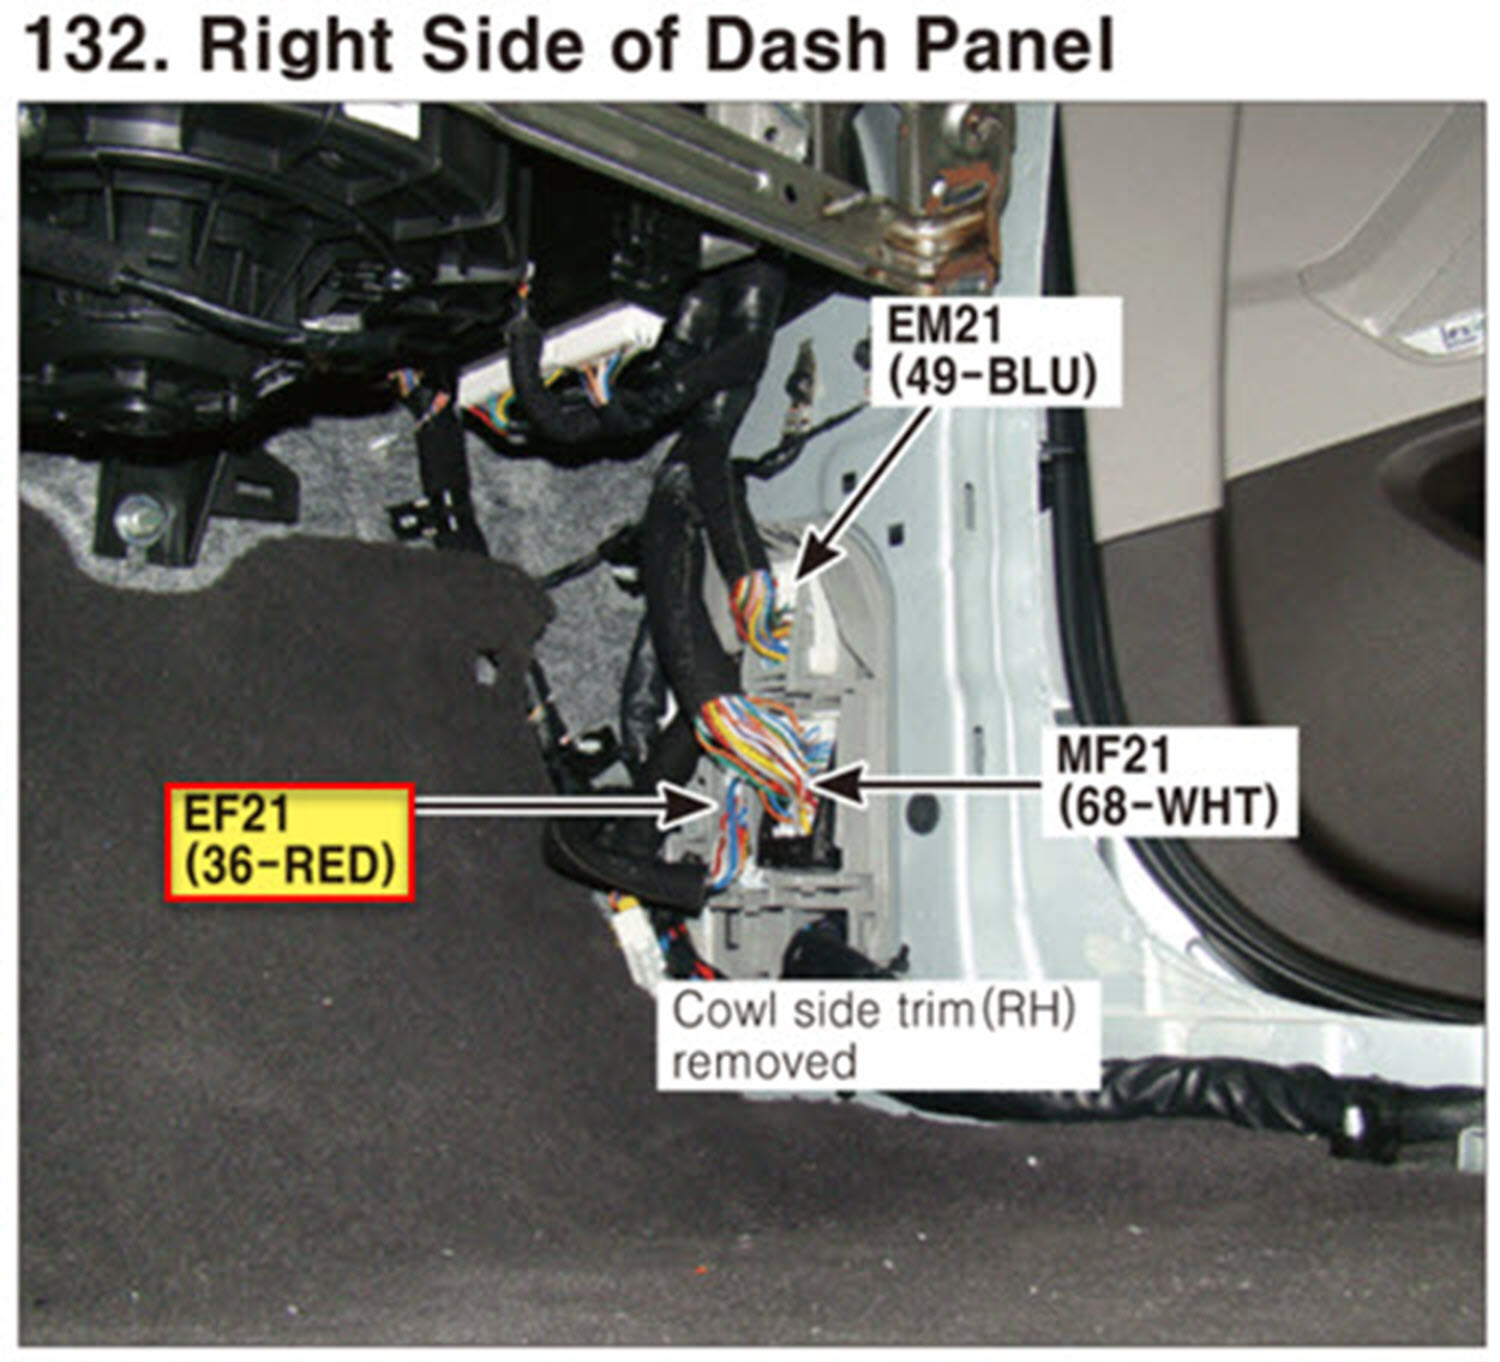 132. Right Side of Dash Panel
EM21
(49-BLU)
MF21
(68-WHT)
EF21
(36-RED)
Cowl side trim(RH)
removed